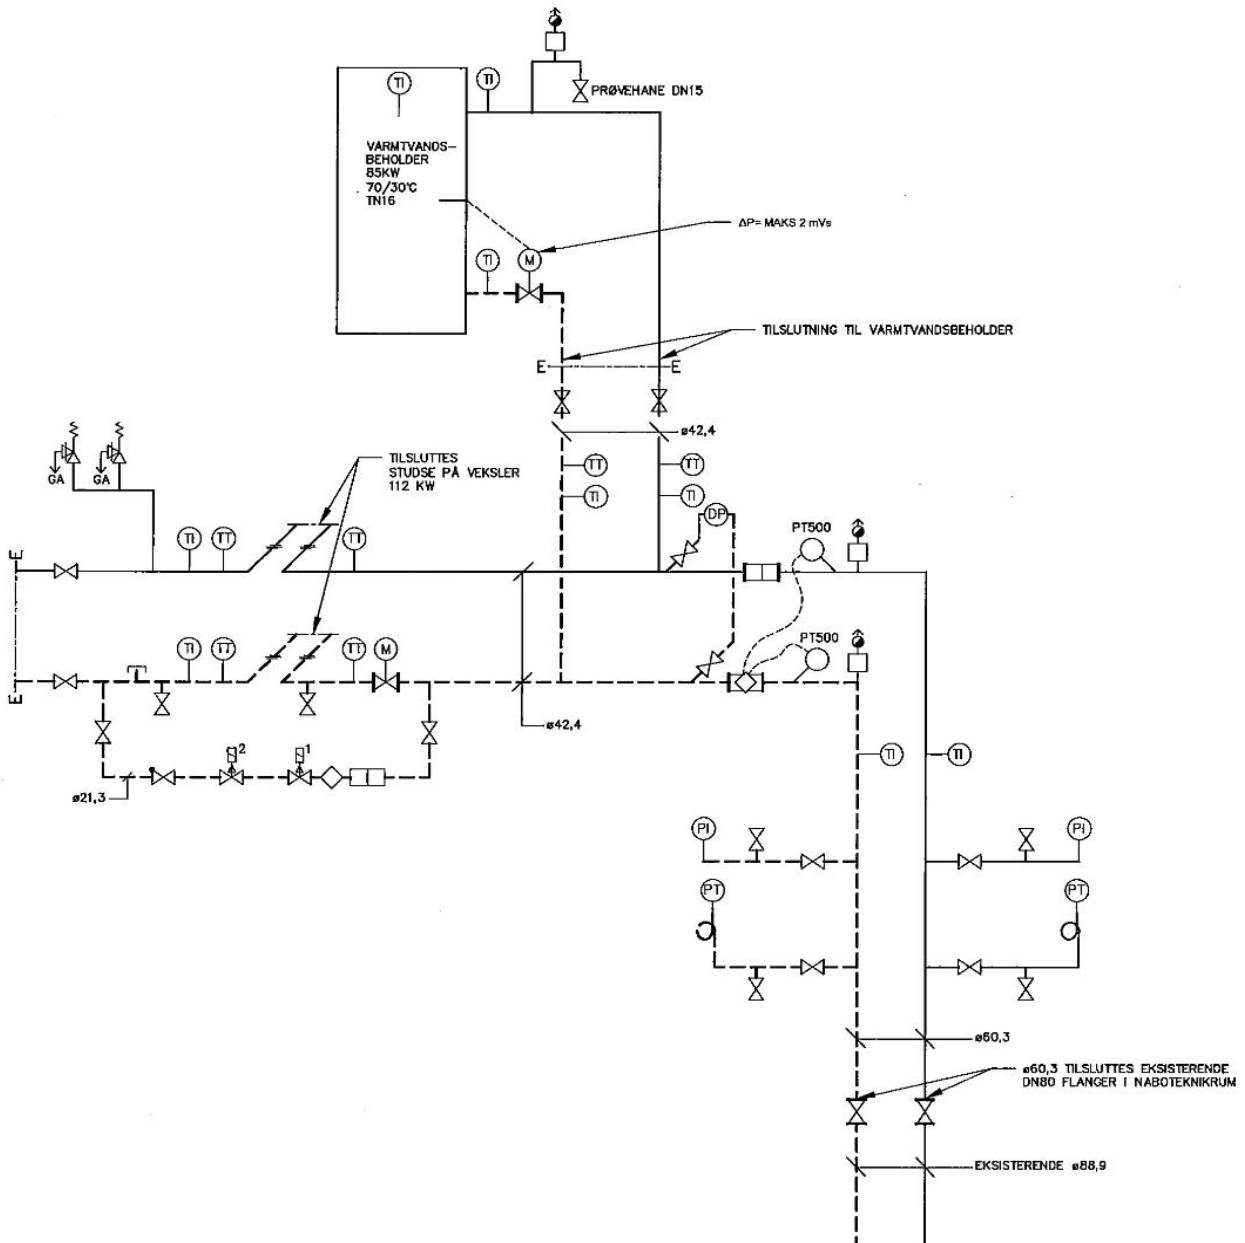 TI
TI
PRØVEHANE DN15
VARMTVANDS-
BEHOLDER
85KW
70/30°C
TN16
ΔP= MAKS 2 mVs
TI
M
TILSLUTNING TIL VARMTVANDSBEHOLDER
E
E
ø42,4
TILSLUTTES
STUDSE PÅ VEKSLER
112 KW
GA
GA
TT
TT
TI
TI
DP
PT500
E
TI
TT
TT
TI
TT
TT
M
PT500
E
ø42,4
2
1
TI
TI
ø21,3
PI
PI
PT
PT
ø60,3
ø60,3 TILSLUTTES EKSISTERENDE
DN80 FLANGER I NABOTEKNIKRUM
EKSISTERENDE ø88,9